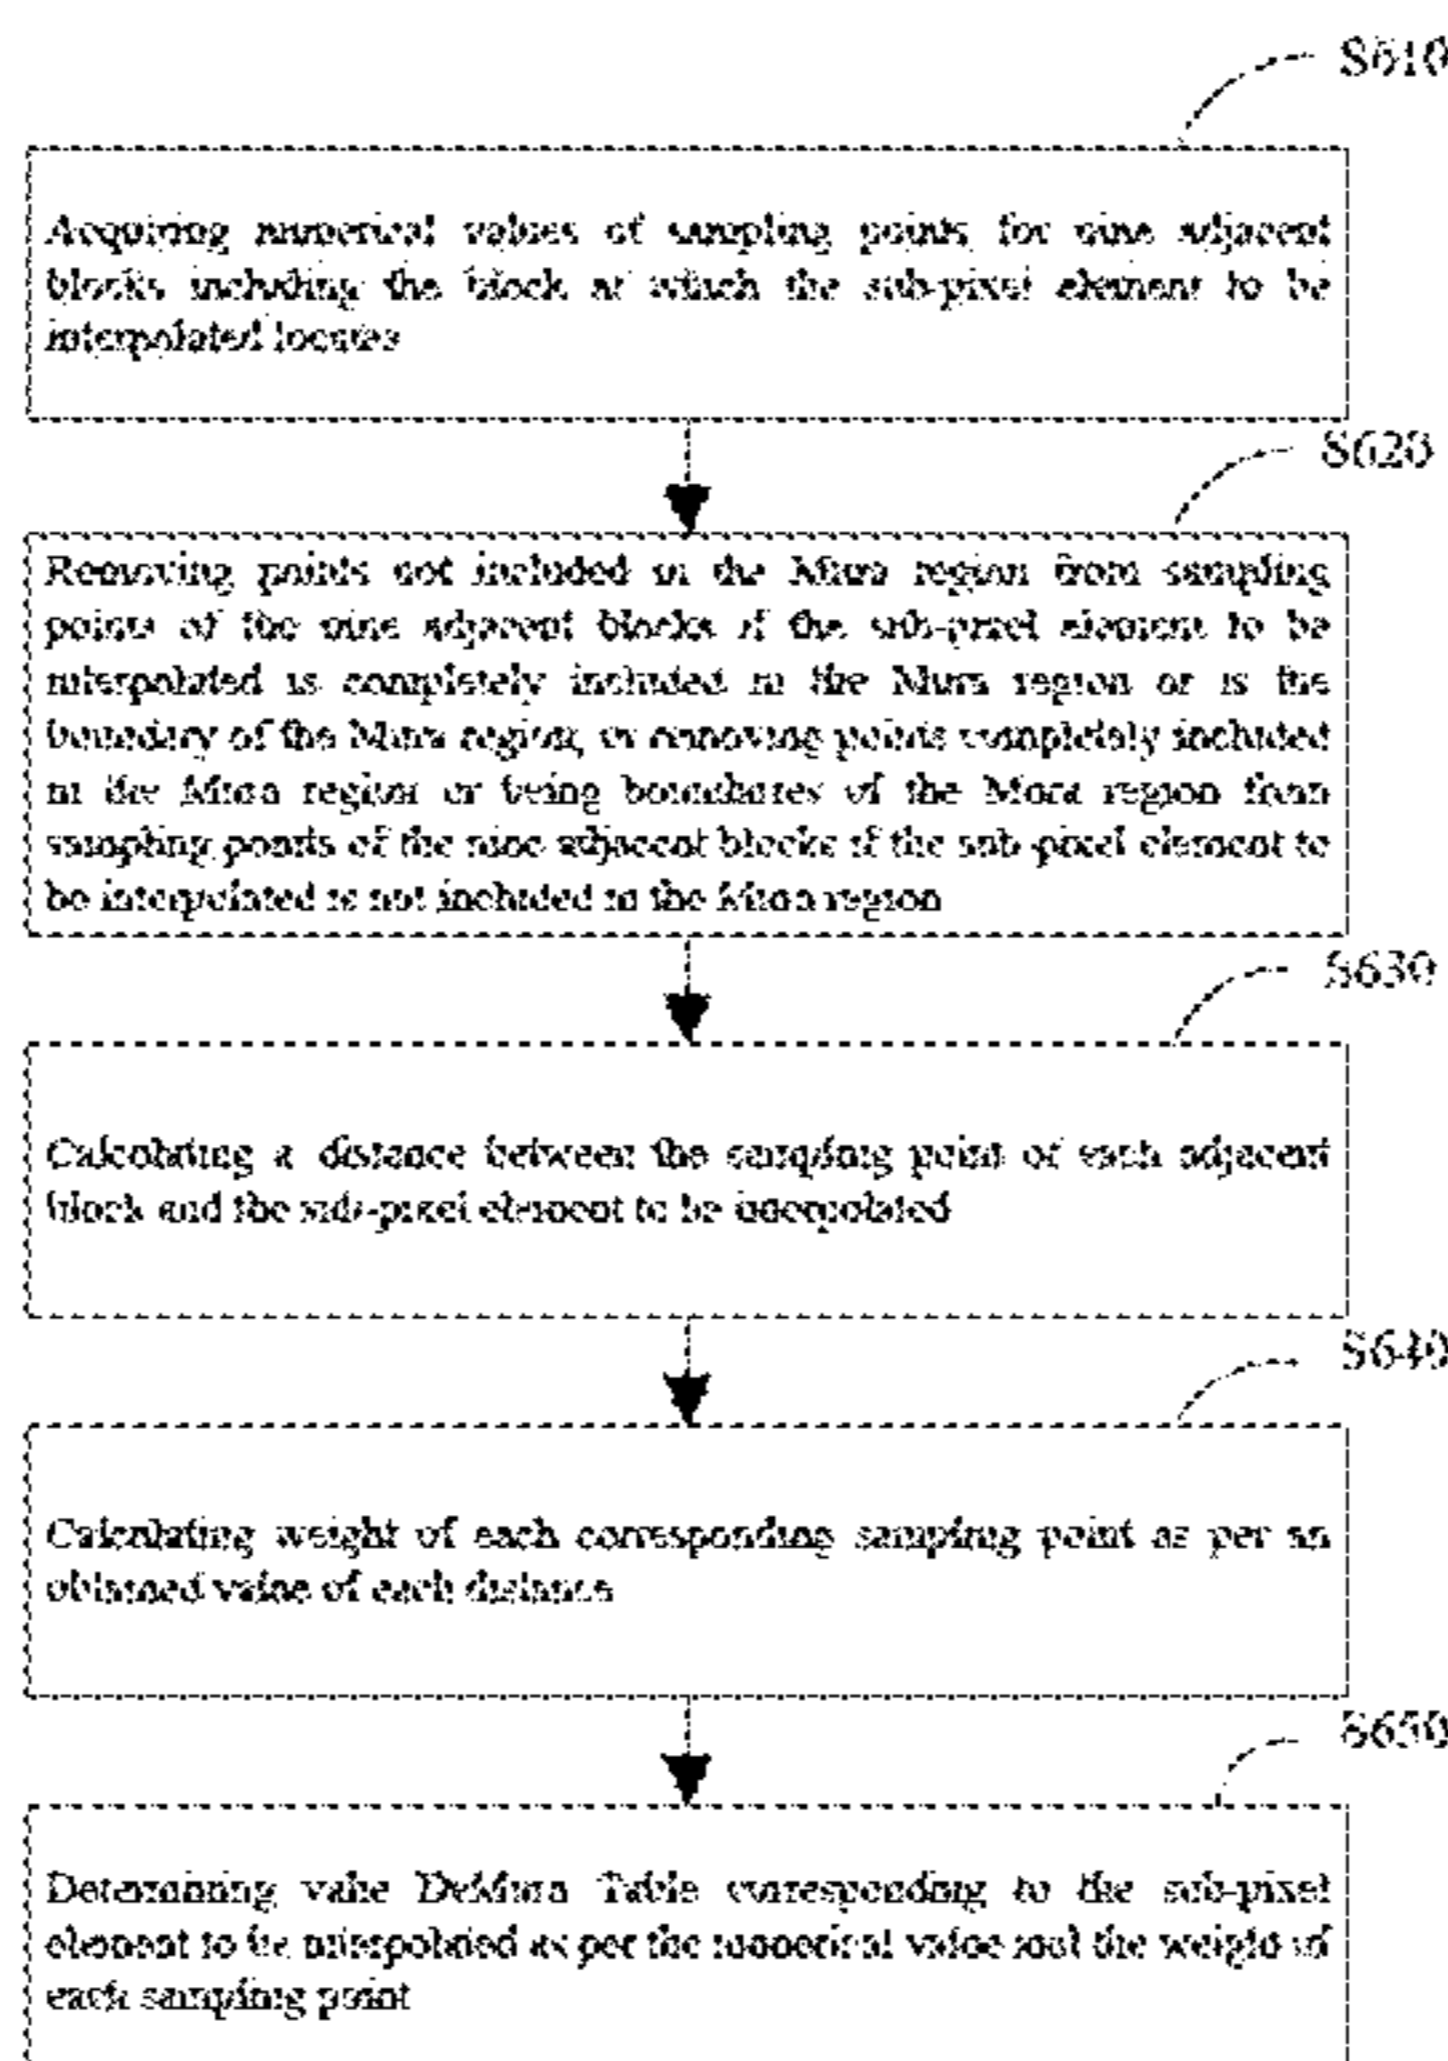 S610
Acquiring numerical values of sampling points for nine adjacent
blocks including the block at which the sub-pixel element to be
interpolated locates
S620
Removing points not included in the Mura region from sampling
points of the nine adjacent blocks if the sub-pixel element to be
interpolated is completely included in the Mura region or is the
boundary of the Mura region, or removing points completely included
in the Mura region or being boundaries of the Mura region from
sampling points of the nine adjacent blocks if the sub-pixel element to
be interpolated is not included in the Mura region
S630
Calculating a distance between the sampling point of each adjacent
block and the sub-pixel element to be interpolated
S640
Calculating weight of each corresponding sampling point as per an
obtained value of each distance
S650
Determining value DeMura Table corresponding to the sub-pixel
element to be interpolated as per the numerical value and the weight of
each sampling point